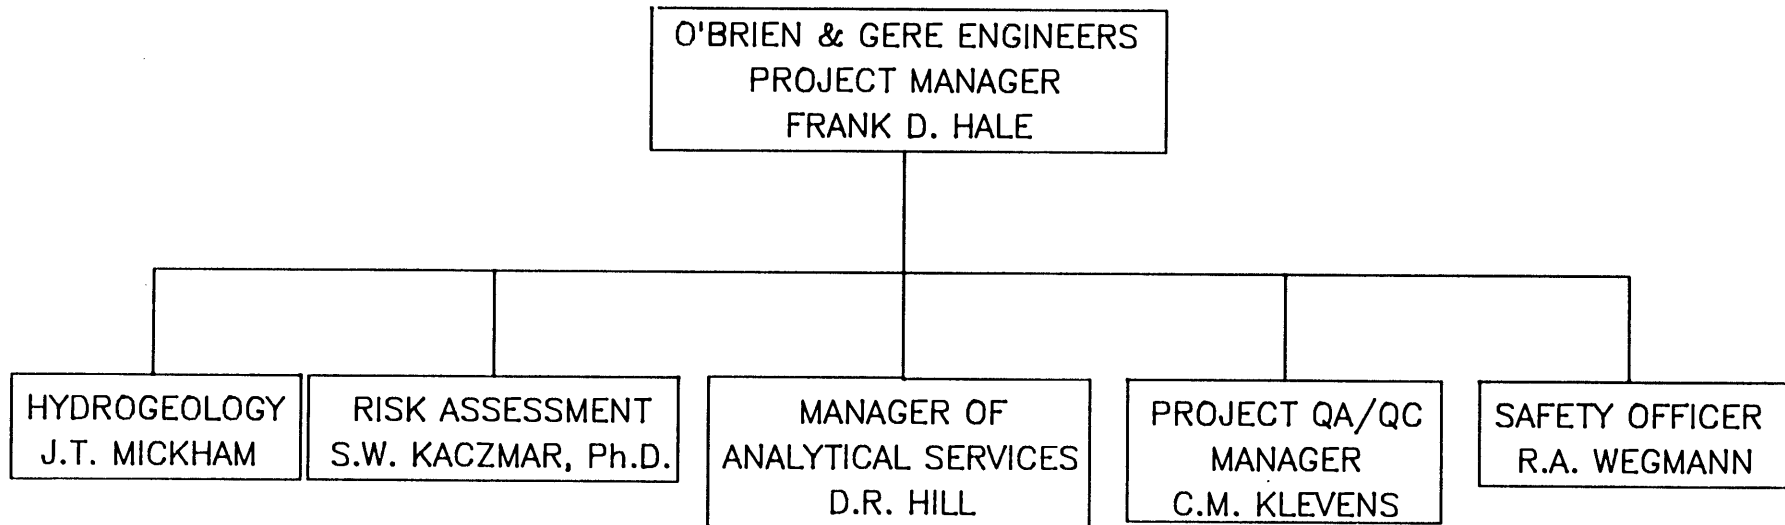 O'BRIEN & GERE ENGINEERS
PROJECT MANAGER
FRANK D. HALE
HYDROGEOLOGY
J.T. MICKHAM
RISK ASSESSMENT
S.W. KACZMAR, Ph.D.
MANAGER OF
ANALYTICAL SERVICES
D.R. HILL
PROJECT QA/QC
MANAGER
C.M. KLEVENS
SAFETY OFFICER
R.A. WEGMANN